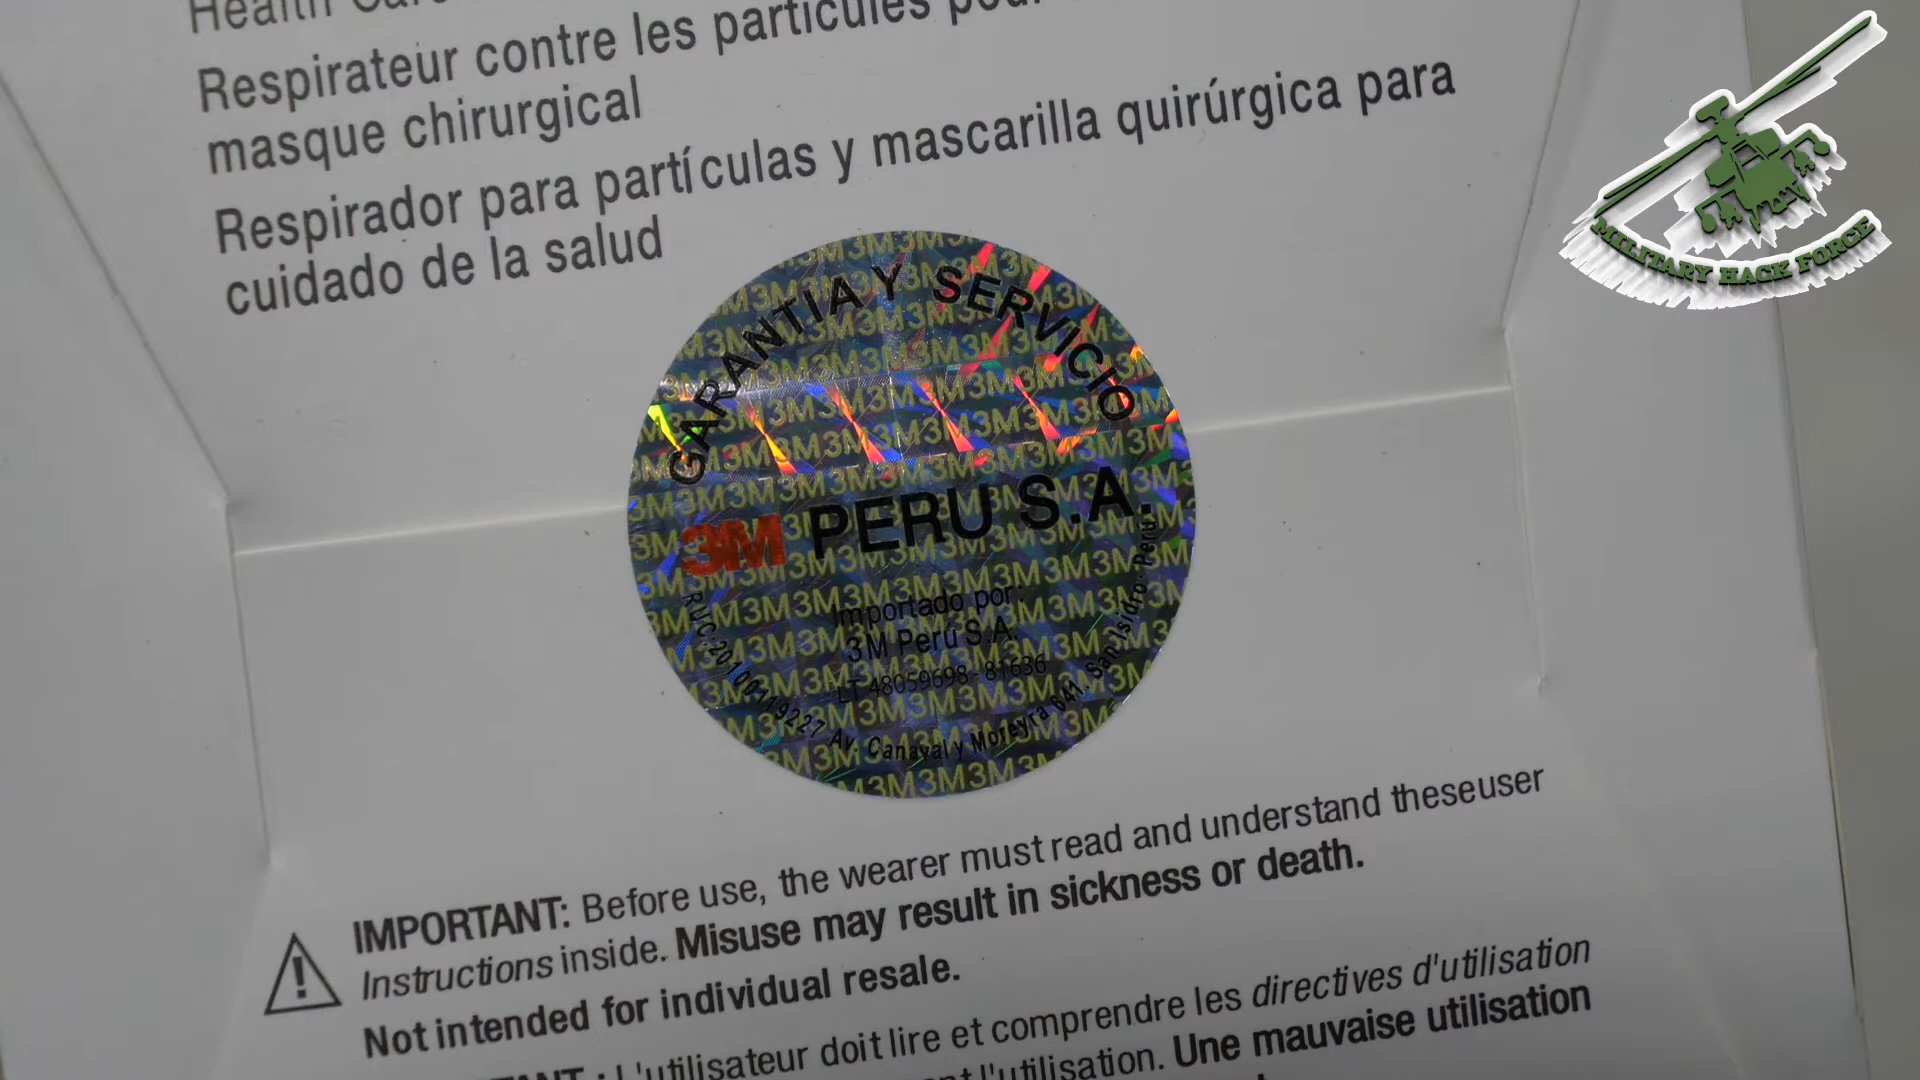 Health Care
Respirateur contre les particules
masque chirurgical
Respirador para partículas y mascarilla quirúrgica para
cuidado de la salud
MILITARY HACK FORCE
GARANTIA Y SERVICIO
3M PERU S.A.
Importado por:
3M Perú S.A.
LT 48059698 - 81636
RUC: 20100119227 Av. Canaval y Moreyra 641. San Isidro - Perú
IMPORTANT: Before use, the wearer must read and understand theseuser
Instructions inside. Misuse may result in sickness or death.
Not intended for individual resale.
L'utilisateur doit lire et comprendre les directives d'utilisation
l'utilisation. Une mauvaise utilisation